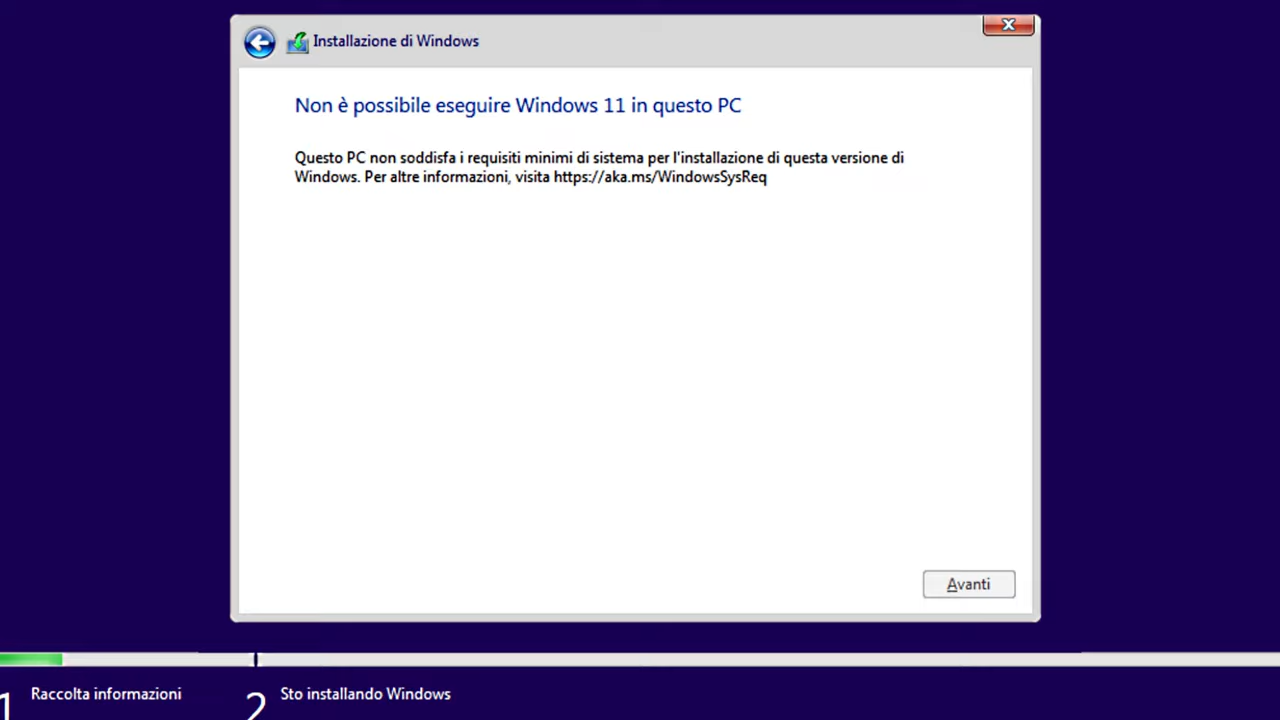 Installazione di Windows
Non è possibile eseguire Windows 11 in questo PC
Questo PC non soddisfa i requisiti minimi di sistema per l'installazione di questa versione di
Windows. Per altre informazioni, visita https://aka.ms/WindowsSysReq
Avanti
1 Raccolta informazioni
2 Sto installando Windows